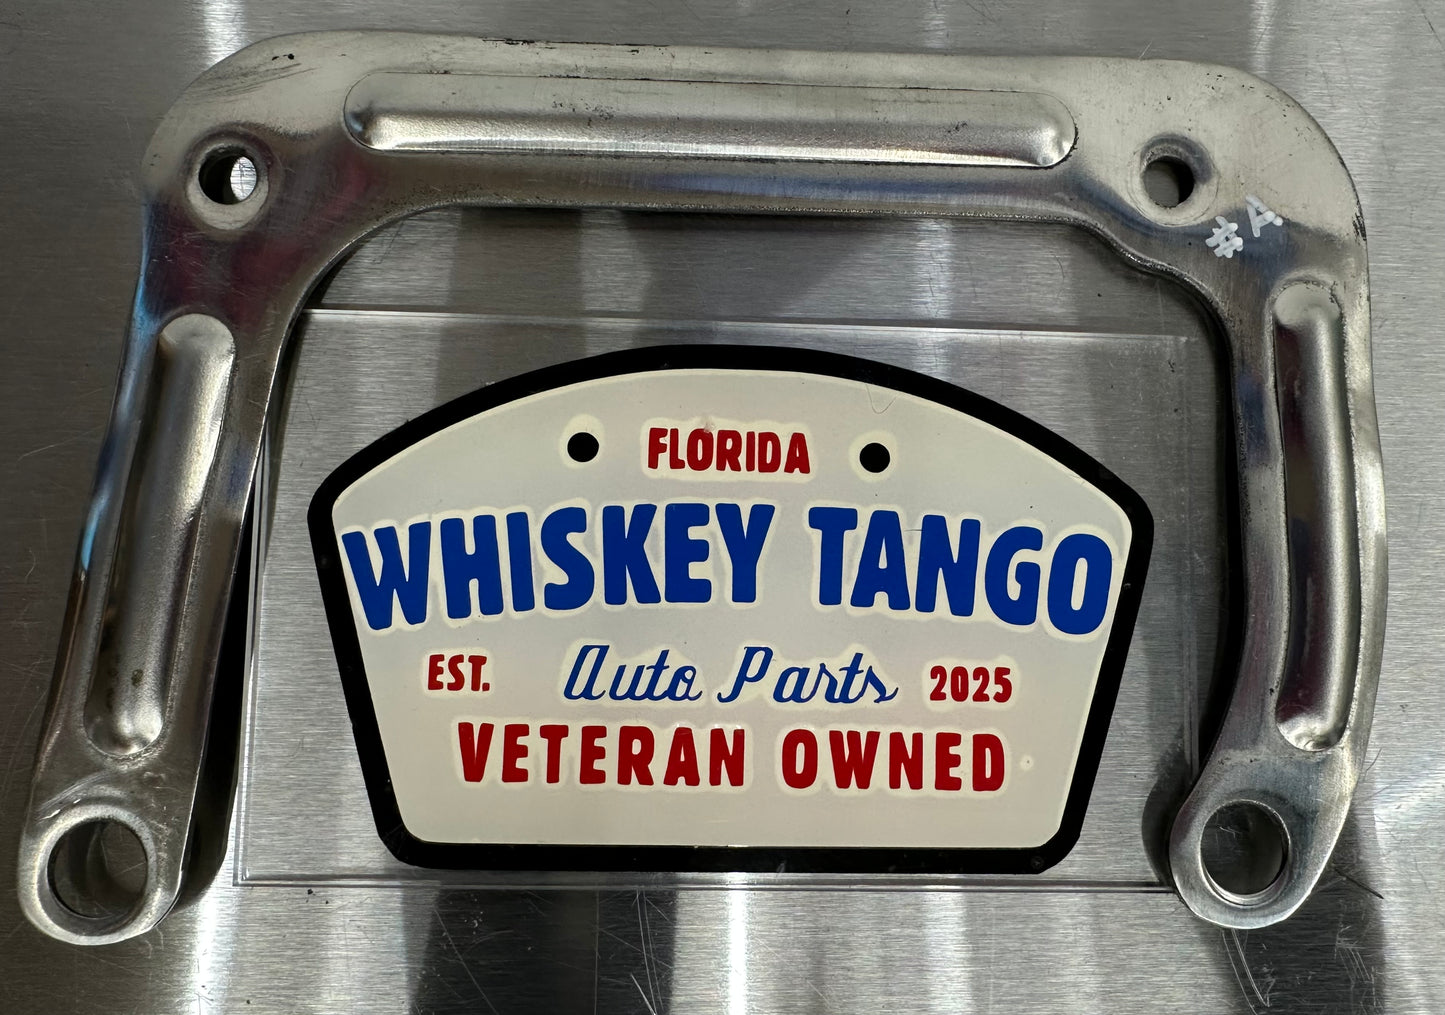 #A
FLORIDA
WHISKEY TANGO
EST. Auto Parts 2025
VETERAN OWNED